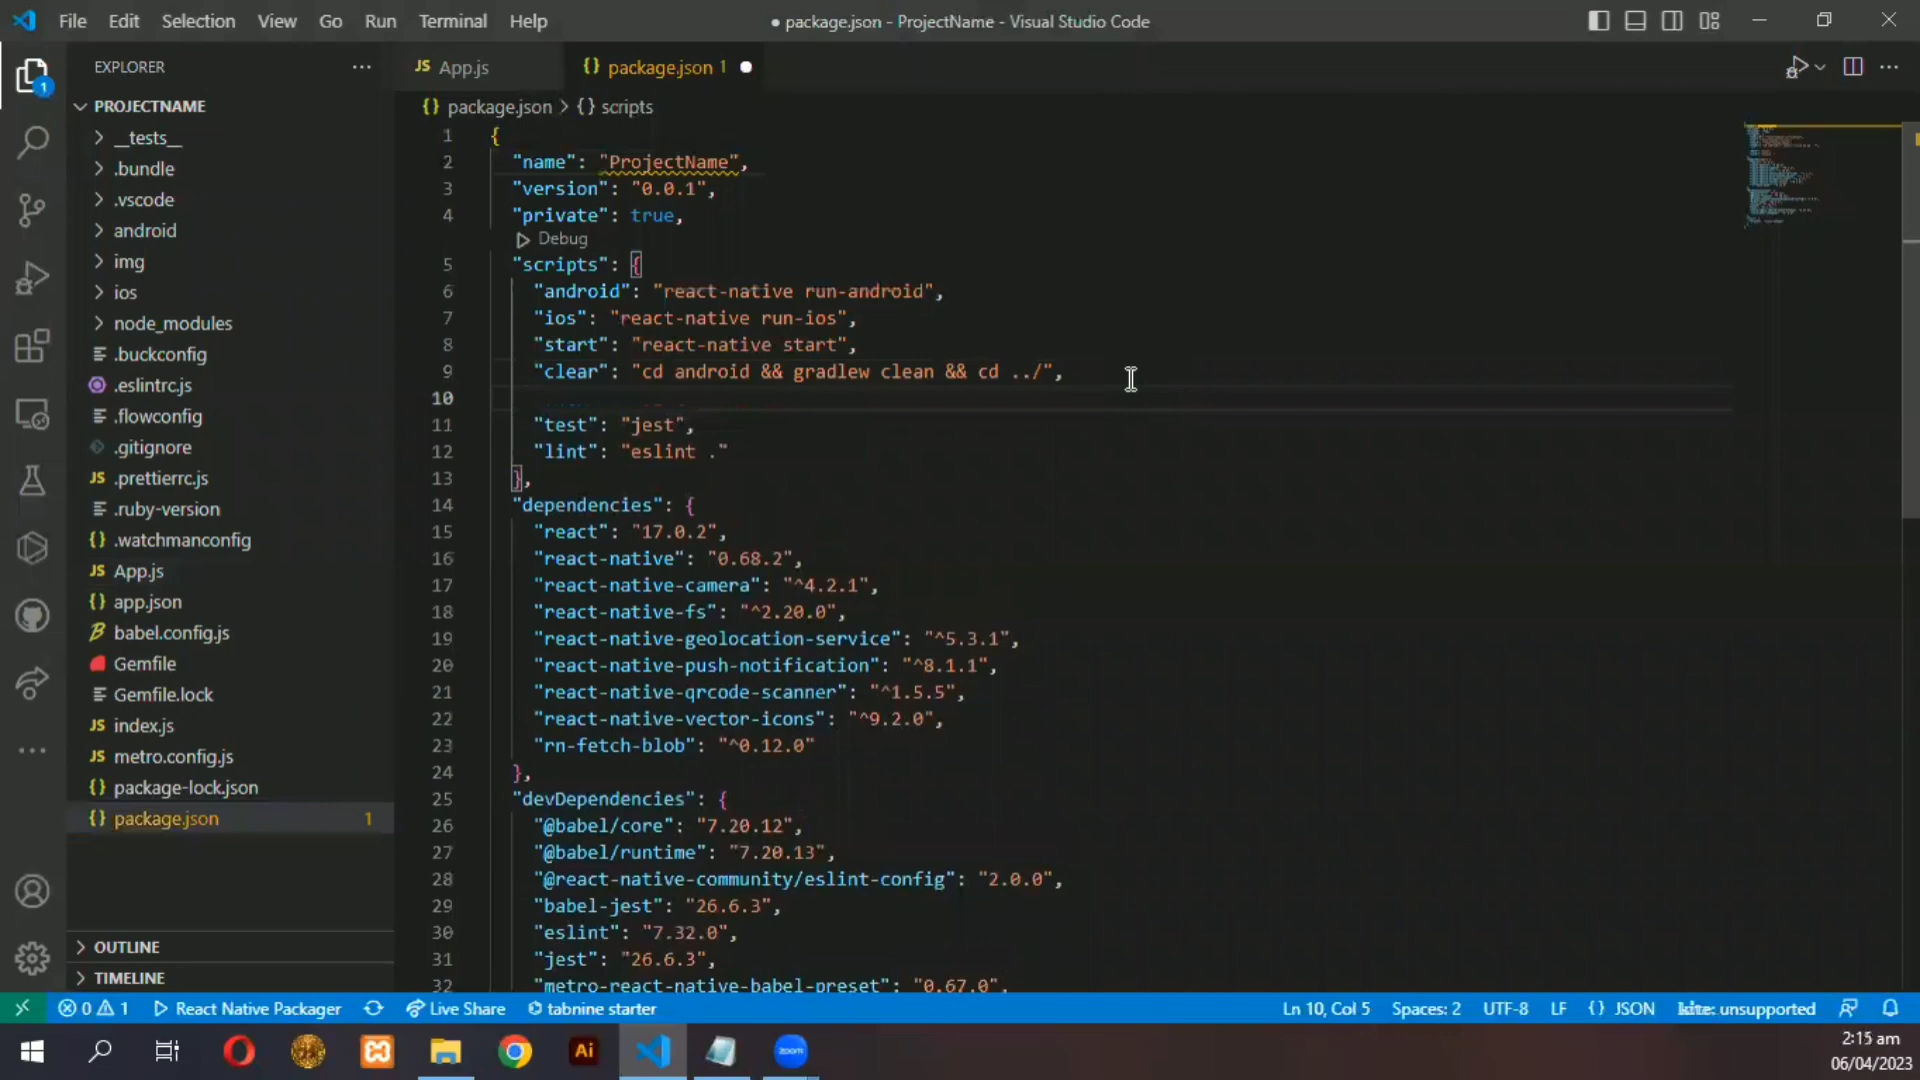 File Edit Selection View Go Run Terminal Help
● package.json - ProjectName - Visual Studio Code
EXPLORER
PROJECTNAME
__tests__
.bundle
.vscode
android
img
ios
node_modules
.buckconfig
.eslintrc.js
.flowconfig
.gitignore
JS .prettierrc.js
.ruby-version
{} .watchmanconfig
JS App.js
{} app.json
babel.config.js
Gemfile
Gemfile.lock
JS index.js
JS metro.config.js
{} package-lock.json
{} package.json 1
OUTLINE
TIMELINE
1
JS App.js
{} package.json 1 ●
{} package.json > {} scripts
1 {
2 "name": "ProjectName",
3 "version": "0.0.1",
4 "private": true,
Debug
5 "scripts": {
6 "android": "react-native run-android",
7 "ios": "react-native run-ios",
8 "start": "react-native start",
9 "clear": "cd android && gradlew clean && cd ../",
10
11 "test": "jest",
12 "lint": "eslint ."
13 },
14 "dependencies": {
15 "react": "17.0.2",
16 "react-native": "0.68.2",
17 "react-native-camera": "^4.2.1",
18 "react-native-fs": "^2.20.0",
19 "react-native-geolocation-service": "^5.3.1",
20 "react-native-push-notification": "^8.1.1",
21 "react-native-qrcode-scanner": "^1.5.5",
22 "react-native-vector-icons": "^9.2.0",
23 "rn-fetch-blob": "^0.12.0"
24 },
25 "devDependencies": {
26 "@babel/core": "7.20.12",
27 "@babel/runtime": "7.20.13",
28 "@react-native-community/eslint-config": "2.0.0",
29 "babel-jest": "26.6.3",
30 "eslint": "7.32.0",
31 "jest": "26.6.3",
32 "metro-react-native-babel-preset": "0.67.0",
0 1 React Native Packager Live Share tabnine starter Ln 10, Col 5 Spaces: 2 UTF-8 LF {} JSON kite: unsupported
Ai
zoom
2:15 am
06/04/2023